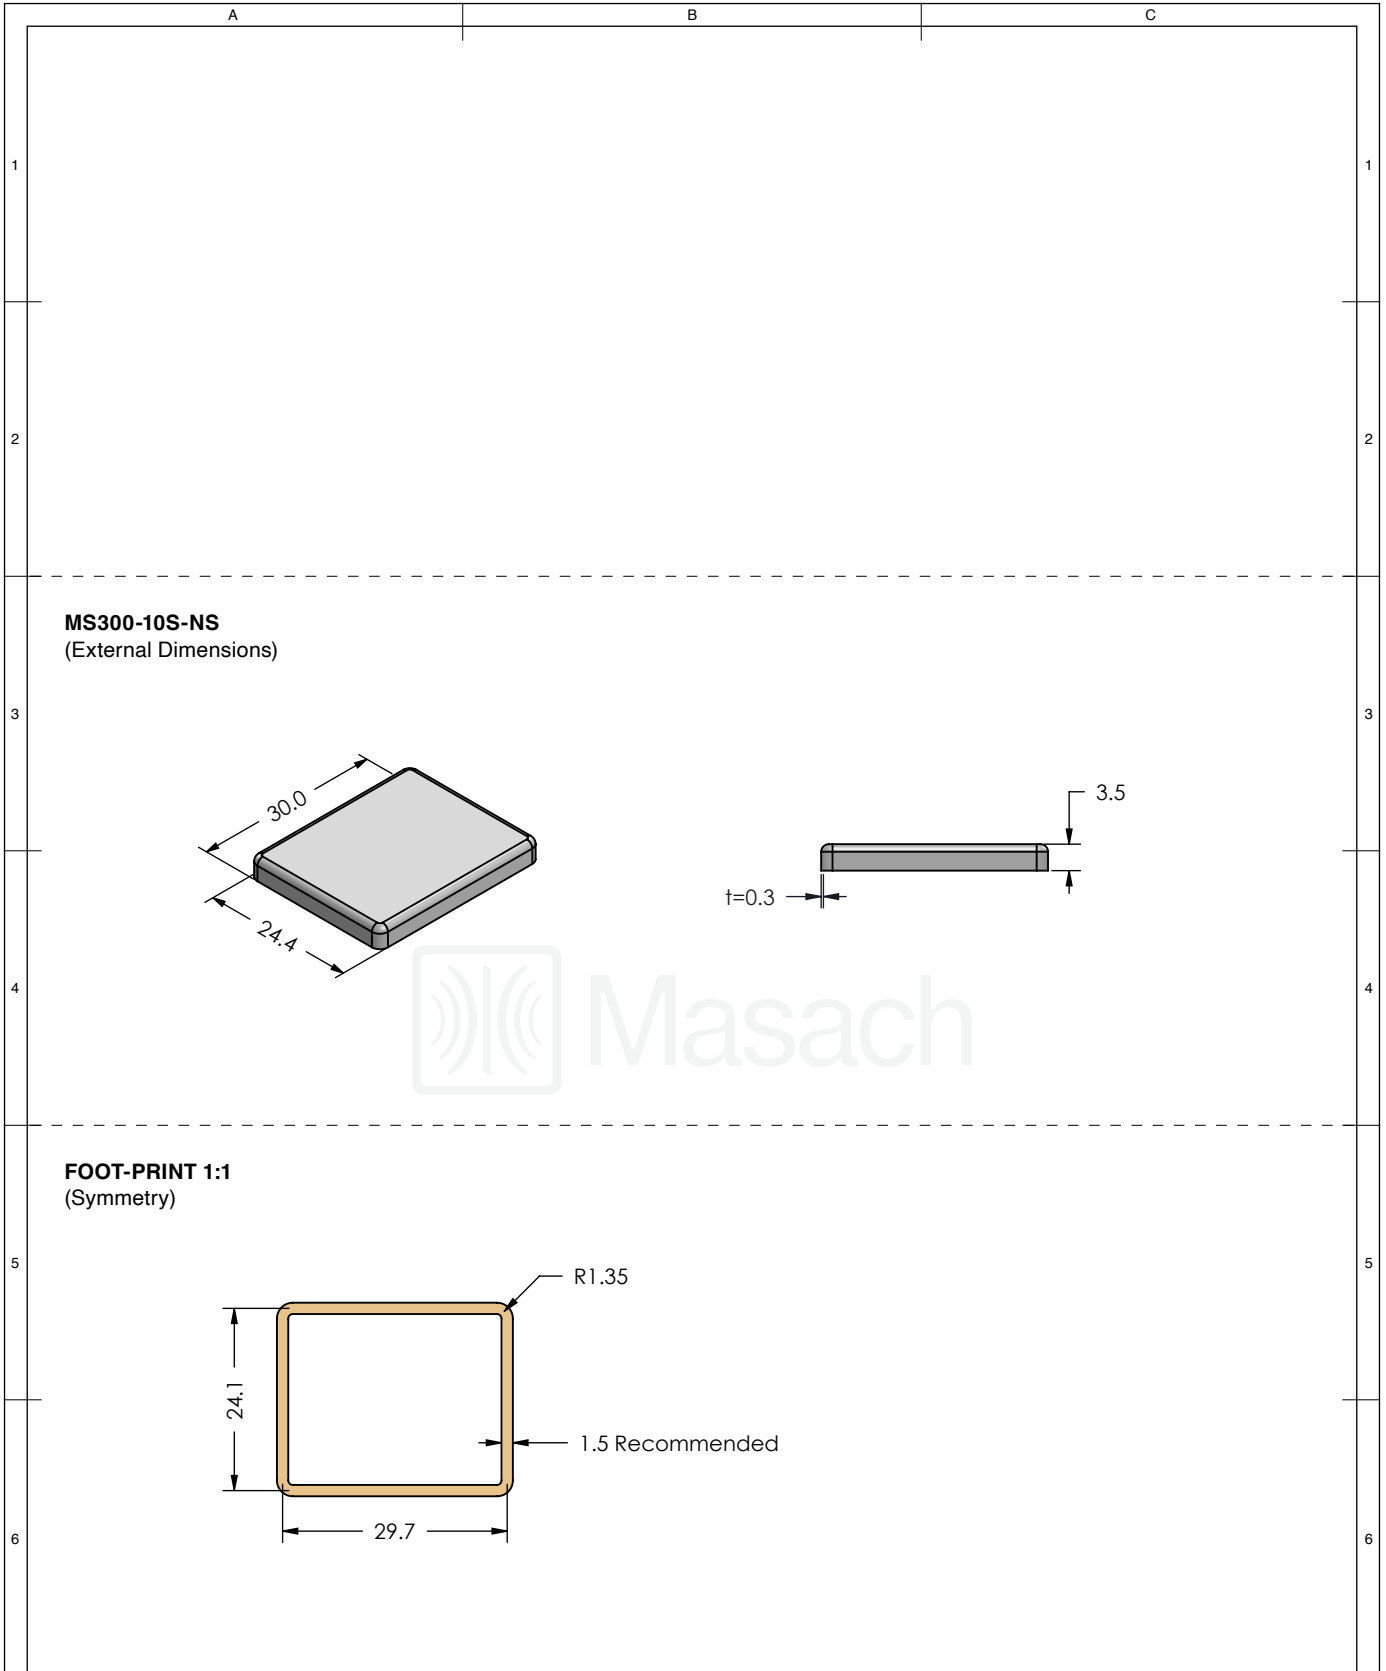 A B C
1 1
2 2
MS300-10S-NS
(External Dimensions)
3 3
30.0
3.5
t=0.3
24.4
Masach
4 4
FOOT-PRINT 1:1
(Symmetry)
5 5
R1.35
24.1
1.5 Recommended
29.7
6 6